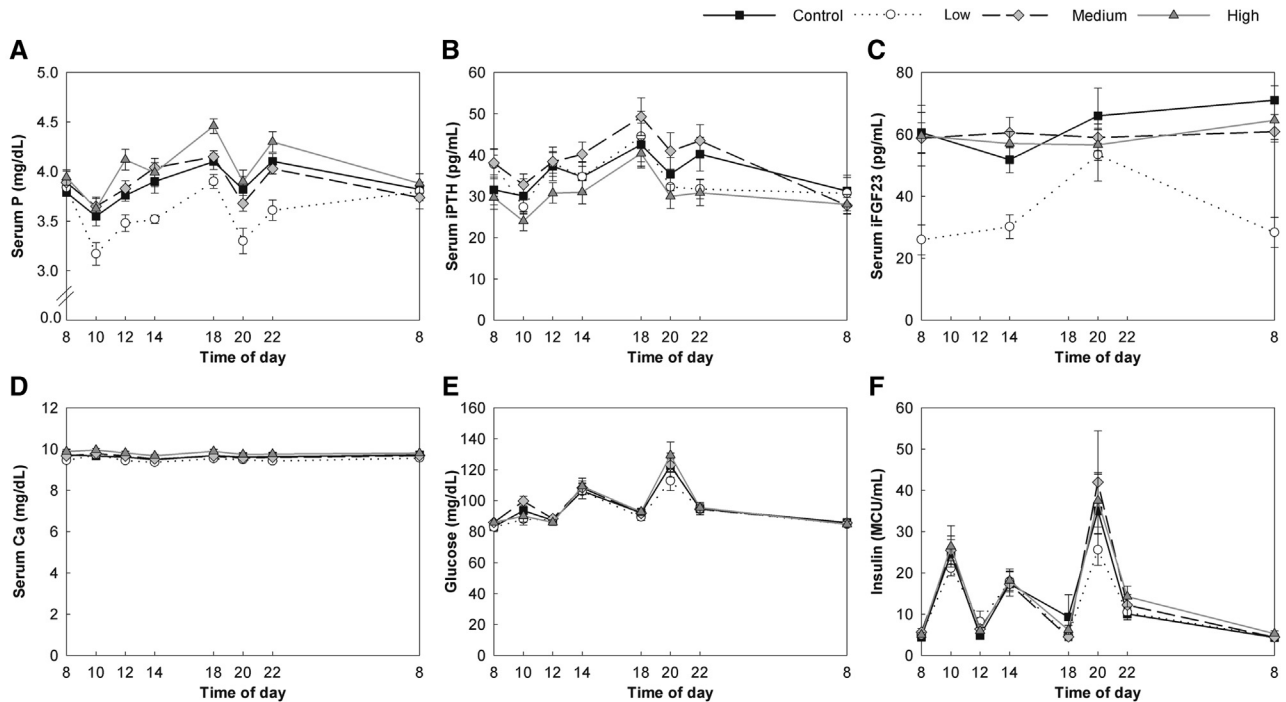 Control Low Medium High
A B C
Serum P (mg/dL)
5.0
4.5
4.0
3.5
3.0
0.0
8 10 12 14 18 20 22 8
Time of day
Serum iPTH (pg/mL)
60
50
40
30
20
10
0
8 10 12 14 18 20 22 8
Time of day
Serum iFGF23 (pg/mL)
80
60
40
20
0
8 10 12 14 18 20 22 8
Time of day
D E F
Serum Ca (mg/dL)
12
10
8
6
4
2
0
8 10 12 14 18 20 22 8
Time of day
Glucose (mg/dL)
160
140
120
100
80
60
40
20
0
8 10 12 14 18 20 22 8
Time of day
Insulin (MCU/mL)
60
50
40
30
20
10
0
8 10 12 14 18 20 22 8
Time of day